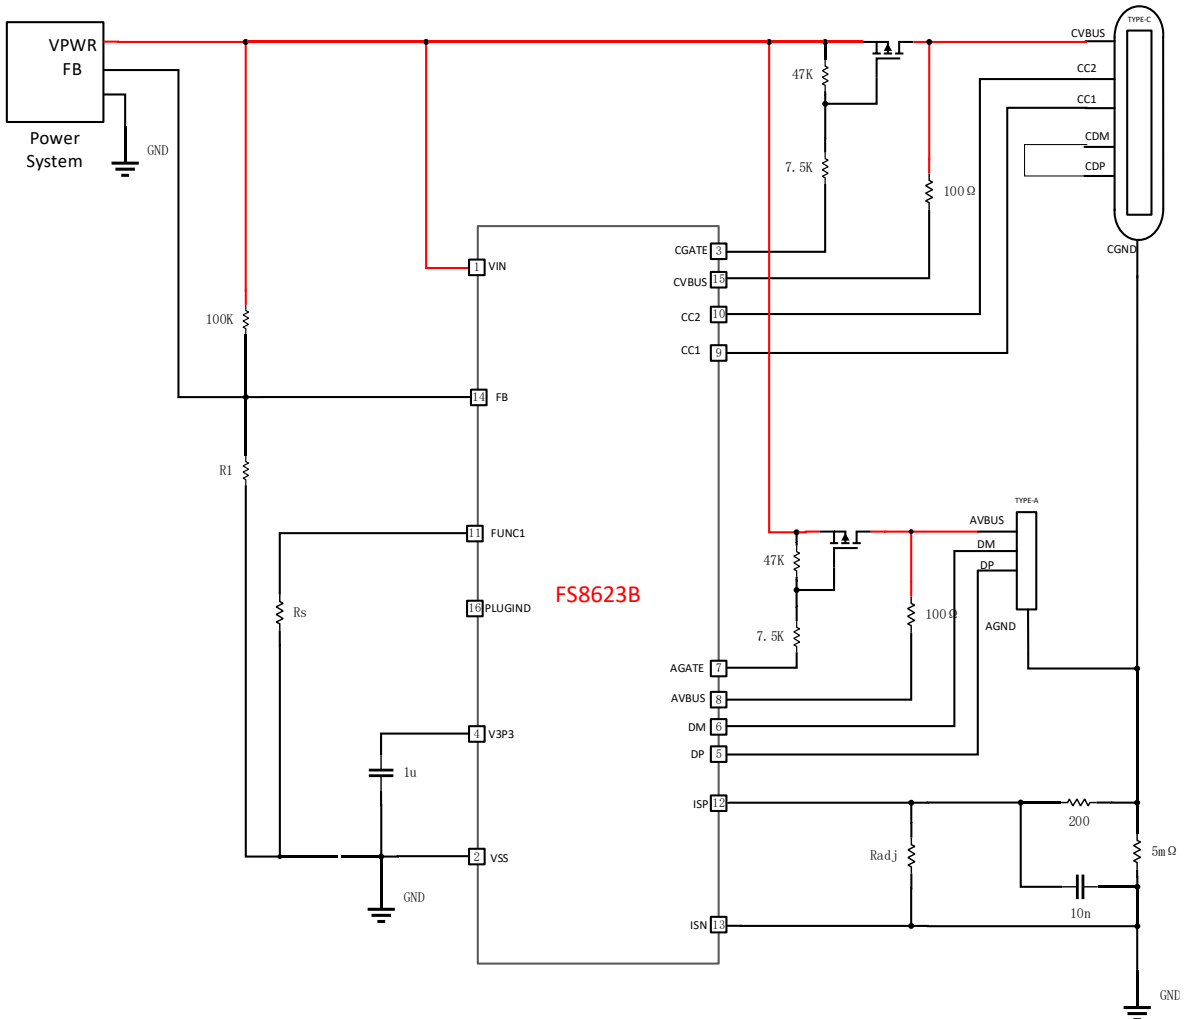 VPWR
FB
Power
System
GND
TYPE-C
CVBUS
CC2
CC1
CDM
CDP
CGND
47K
7.5K
100Ω
100K
R1
Rs
1u
GND
FS8623B
1 VIN
14 FB
11 FUNC1
16 PLUGIND
4 V3P3
2 VSS
CGATE 3
CVBUS 15
CC2 10
CC1 9
AGATE 7
AVBUS 8
DM 6
DP 5
ISP 12
ISN 13
47K
7.5K
100Ω
TYPE-A
AVBUS
DM
DP
AGND
200
Radj
5mΩ
10n
GND